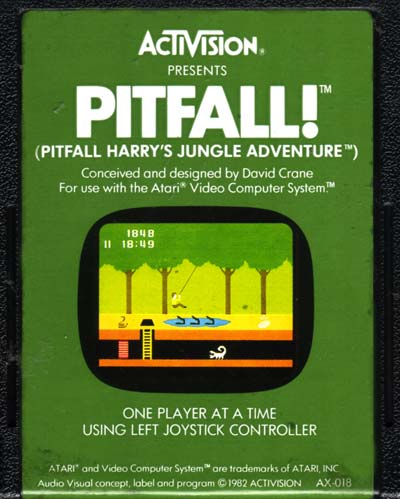 ACTIVISION®
PRESENTS
PITFALL!™
(PITFALL HARRY'S JUNGLE ADVENTURE™)
Conceived and designed by David Crane
For use with the Atari® Video Computer System™.
1848
II 18:49
ONE PLAYER AT A TIME
USING LEFT JOYSTICK CONTROLLER
ATARI® and Video Computer System™ are trademarks of ATARI, INC
Audio Visual concept, label and program ©1982 ACTIVISION AX-018